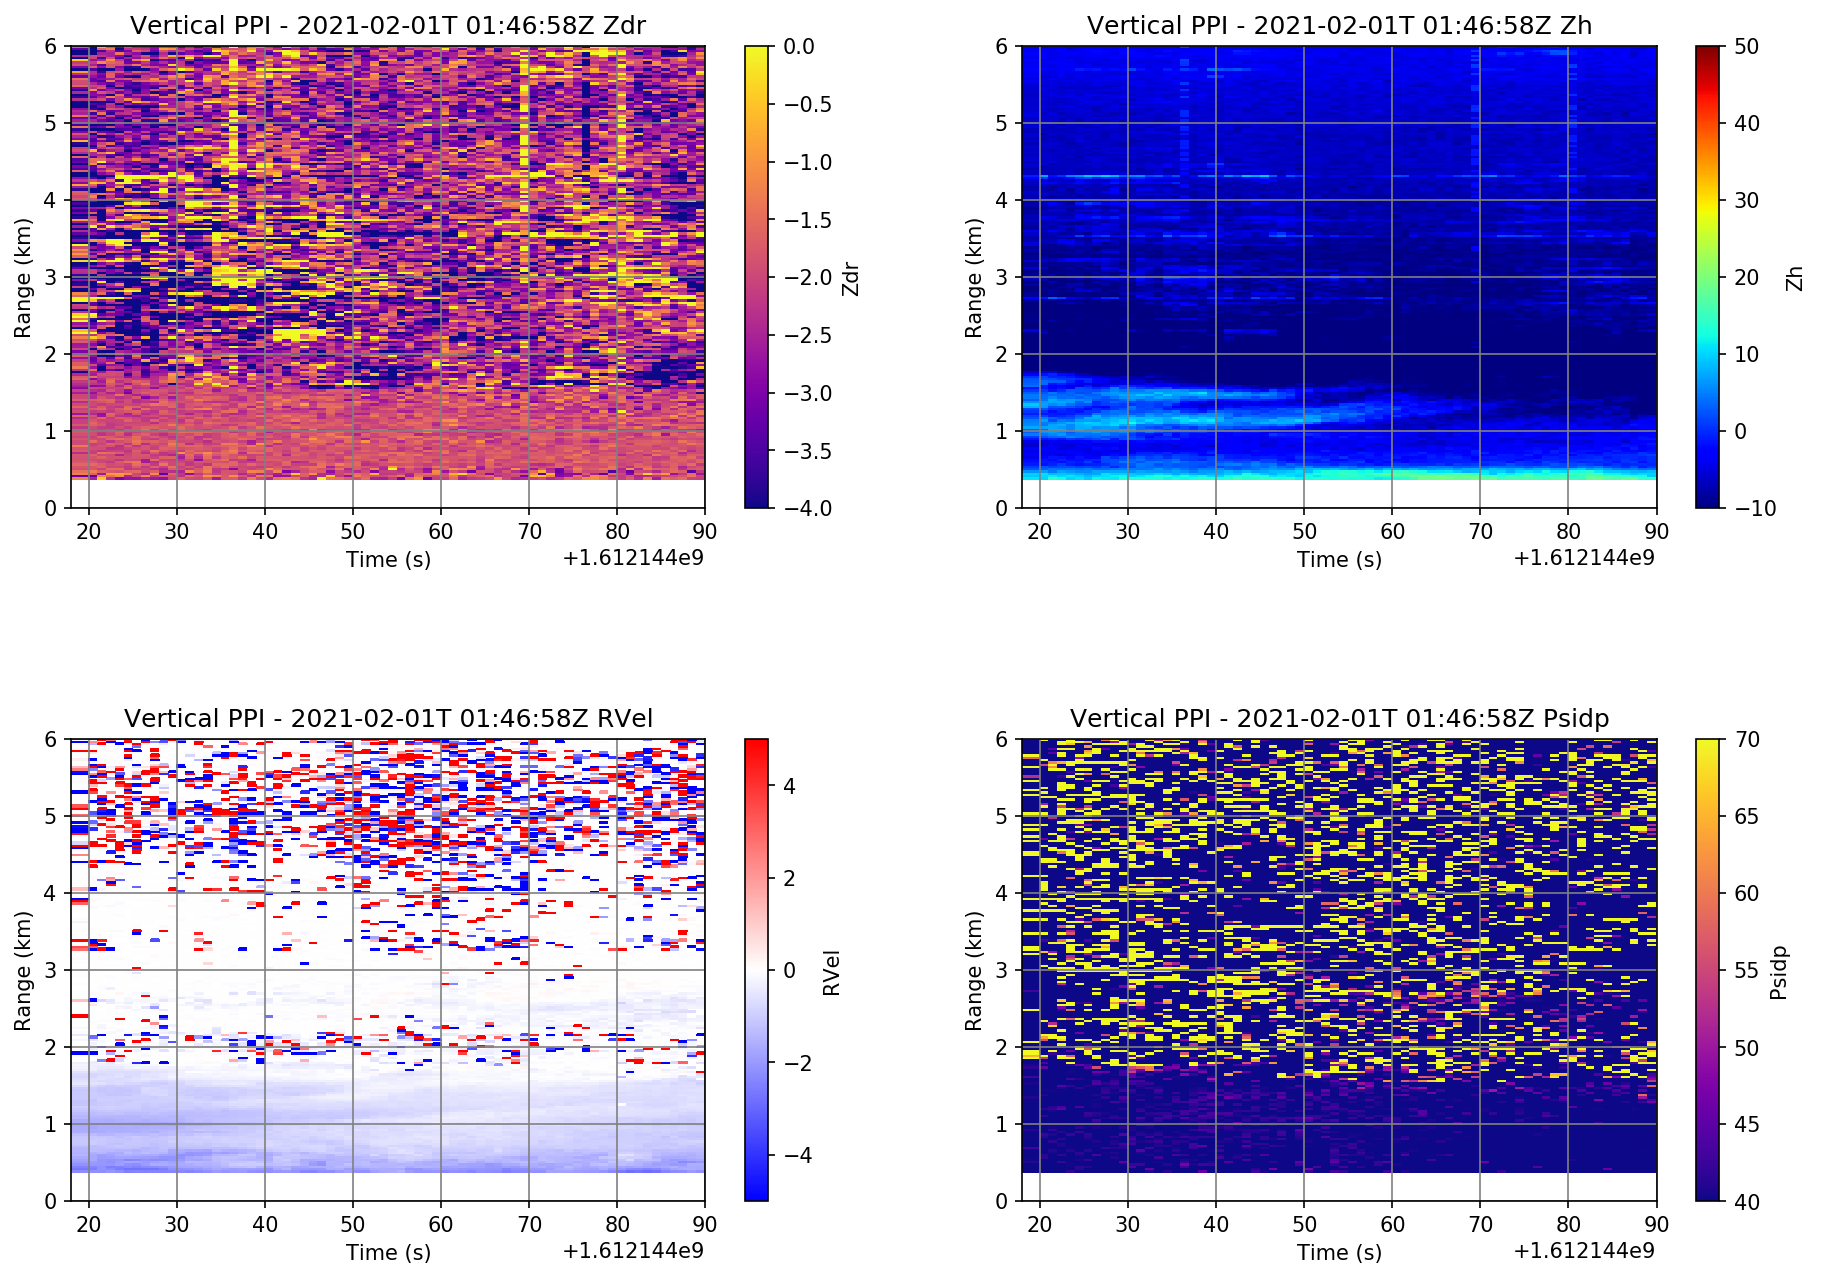 Vertical PPI - 2021-02-01T 01:46:58Z Zdr
6
5
4
3
2
1
0
Range (km)
20 30 40 50 60 70 80 90
Time (s)
+1.612144e9
0.0
−0.5
−1.0
−1.5
−2.0
−2.5
−3.0
−3.5
−4.0
Zdr
Vertical PPI - 2021-02-01T 01:46:58Z Zh
6
5
4
3
2
1
0
Range (km)
20 30 40 50 60 70 80 90
Time (s)
+1.612144e9
50
40
30
20
10
0
−10
Zh
Vertical PPI - 2021-02-01T 01:46:58Z RVel
6
5
4
3
2
1
0
Range (km)
20 30 40 50 60 70 80 90
Time (s)
+1.612144e9
4
2
0
−2
−4
RVel
Vertical PPI - 2021-02-01T 01:46:58Z Psidp
6
5
4
3
2
1
0
Range (km)
20 30 40 50 60 70 80 90
Time (s)
+1.612144e9
70
65
60
55
50
45
40
Psidp